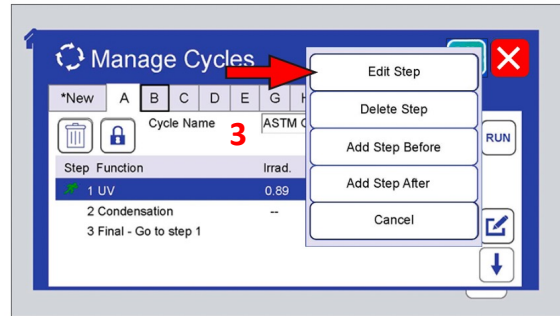 Manage Cycles
*New A B C D E G H
Cycle Name
3
ASTM
RUN
Step Function Irrad.
1 UV 0.89
2 Condensation --
3 Final - Go to step 1
Edit Step
Delete Step
Add Step Before
Add Step After
Cancel